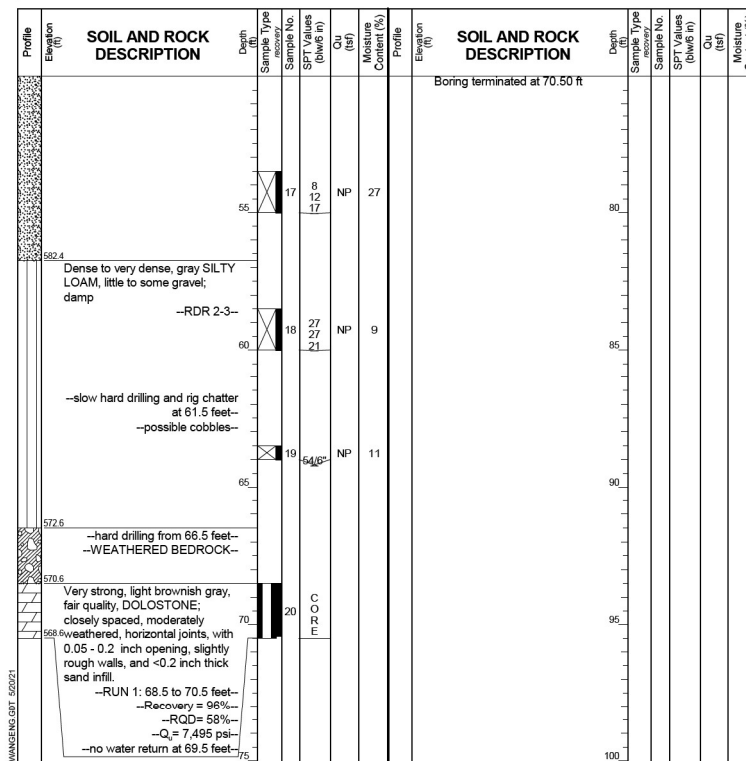 Profile
Elevation
(ft)
SOIL AND ROCK
DESCRIPTION
Depth
(ft)
Sample Type
recovery
Sample No.
SPT Values
(blw/6 in)
Qu
(tsf)
Moisture
Content (%)
Profile
Elevation
(ft)
SOIL AND ROCK
DESCRIPTION
Depth
(ft)
Sample Type
recovery
Sample No.
SPT Values
(blw/6 in)
Qu
(tsf)
Moisture
Boring terminated at 70.50 ft
17
8
12
17
NP
27
55
80
582.4
Dense to very dense, gray SILTY
LOAM, little to some gravel;
damp
--RDR 2-3--
18
27
27
21
NP
9
60
85
--slow hard drilling and rig chatter
at 61.5 feet--
--possible cobbles--
19
54/6"
NP
11
65
90
572.6
--hard drilling from 66.5 feet--
--WEATHERED BEDROCK--
570.6
Very strong, light brownish gray,
fair quality, DOLOSTONE;
closely spaced, moderately
weathered, horizontal joints, with
0.05 - 0.2 inch opening, slightly
rough walls, and <0.2 inch thick
sand infill.
20
C
O
R
E
70
95
568.6
--RUN 1: 68.5 to 70.5 feet--
--Recovery = 96%--
--RQD= 58%--
--Qu= 7,495 psi--
--no water return at 69.5 feet--
75
100
WANGENG.GDT 5/20/21